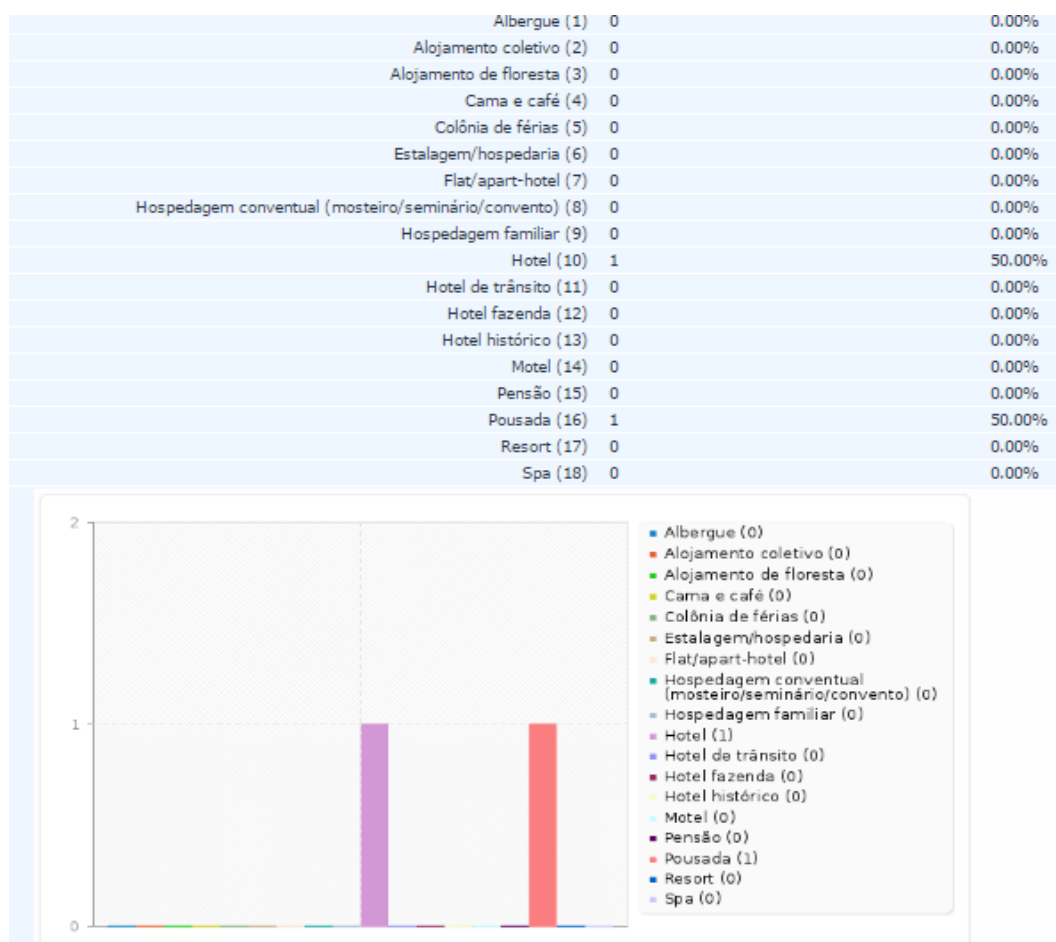 Albergue (1) 0 0.00%
Alojamento coletivo (2) 0 0.00%
Alojamento de floresta (3) 0 0.00%
Cama e café (4) 0 0.00%
Colônia de férias (5) 0 0.00%
Estalagem/hospedaria (6) 0 0.00%
Flat/apart-hotel (7) 0 0.00%
Hospedagem conventual (mosteiro/seminário/convento) (8) 0 0.00%
Hospedagem familiar (9) 0 0.00%
Hotel (10) 1 50.00%
Hotel de trânsito (11) 0 0.00%
Hotel fazenda (12) 0 0.00%
Hotel histórico (13) 0 0.00%
Motel (14) 0 0.00%
Pensão (15) 0 0.00%
Pousada (16) 1 50.00%
Resort (17) 0 0.00%
Spa (18) 0 0.00%
2
1
0
Albergue (0)
Alojamento coletivo (0)
Alojamento de floresta (0)
Cama e café (0)
Colônia de férias (0)
Estalagem/hospedaria (0)
Flat/apart-hotel (0)
Hospedagem conventual
(mosteiro/seminário/convento) (0)
Hospedagem familiar (0)
Hotel (1)
Hotel de trânsito (0)
Hotel fazenda (0)
Hotel histórico (0)
Motel (0)
Pensão (0)
Pousada (1)
Resort (0)
Spa (0)